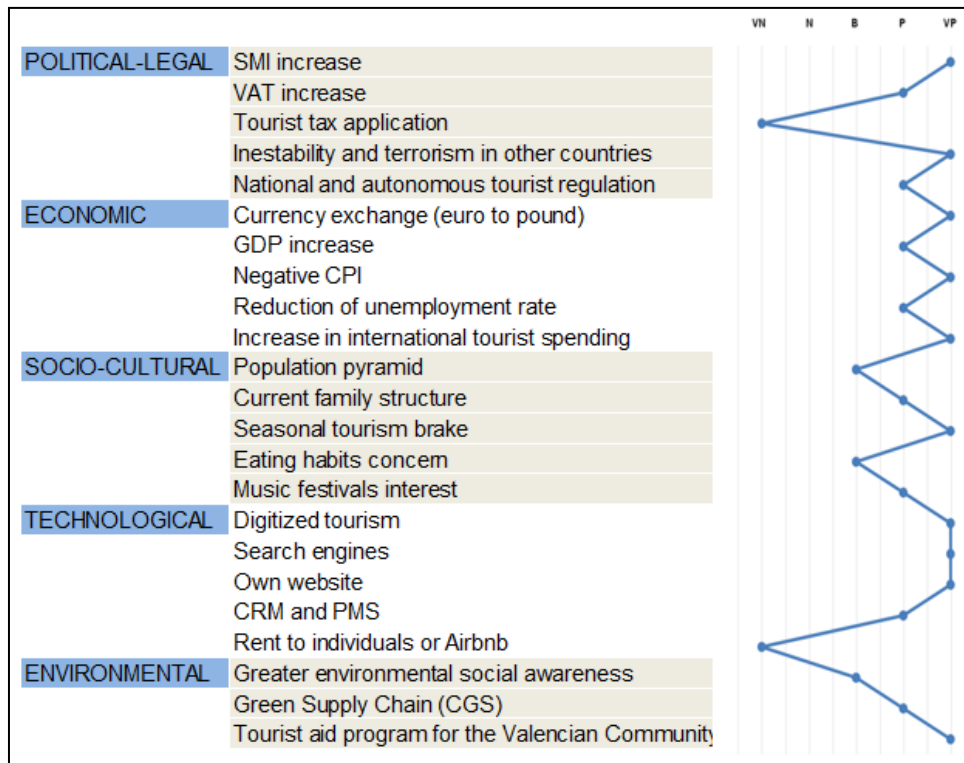 VN N B P VP
POLITICAL-LEGAL SMI increase
VAT increase
Tourist tax application
Inestability and terrorism in other countries
National and autonomous tourist regulation
ECONOMIC Currency exchange (euro to pound)
GDP increase
Negative CPI
Reduction of unemployment rate
Increase in international tourist spending
SOCIO-CULTURAL Population pyramid
Current family structure
Seasonal tourism brake
Eating habits concern
Music festivals interest
TECHNOLOGICAL Digitized tourism
Search engines
Own website
CRM and PMS
Rent to individuals or Airbnb
ENVIRONMENTAL Greater environmental social awareness
Green Supply Chain (CGS)
Tourist aid program for the Valencian Community